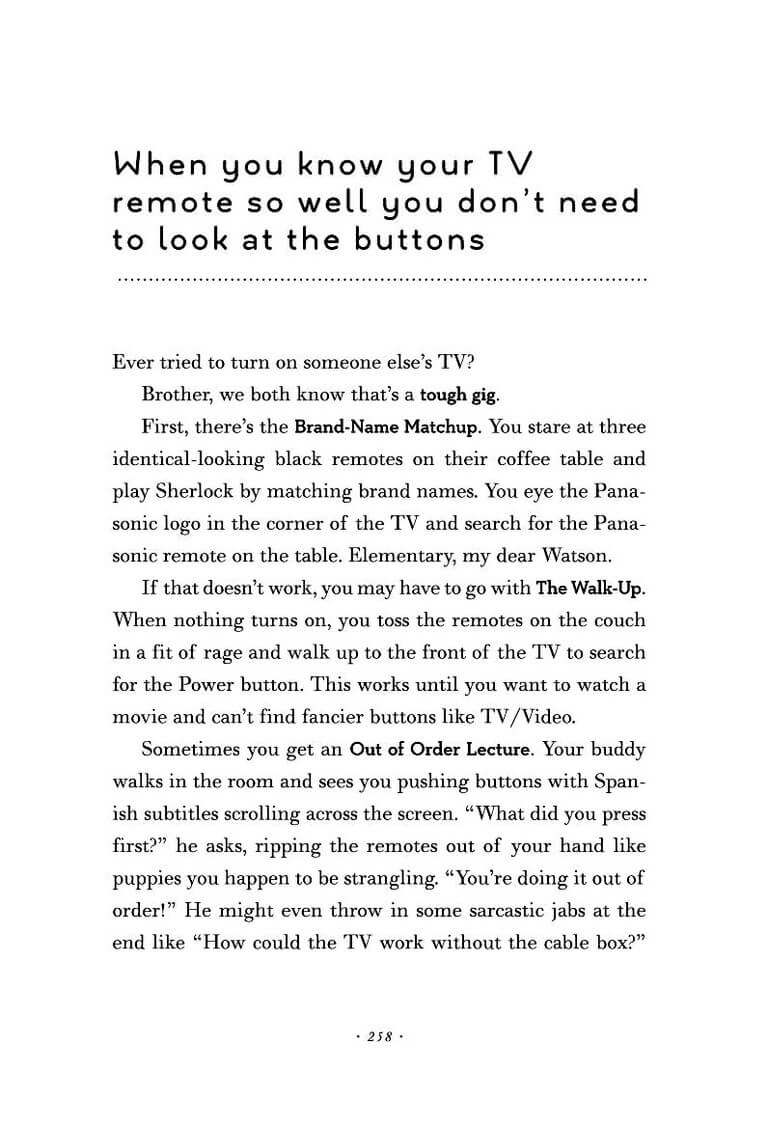 When you know your TV
remote so well you don't need
to look at the buttons
Ever tried to turn on someone else's TV?
Brother, we both know that's a tough gig.
First, there's the Brand-Name Matchup. You stare at three
identical-looking black remotes on their coffee table and
play Sherlock by matching brand names. You eye the Pana-
sonic logo in the corner of the TV and search for the Pana-
sonic remote on the table. Elementary, my dear Watson.
If that doesn't work, you may have to go with The Walk-Up.
When nothing turns on, you toss the remotes on the couch
in a fit of rage and walk up to the front of the TV to search
for the Power button. This works until you want to watch a
movie and can't find fancier buttons like TV/Video.
Sometimes you get an Out of Order Lecture. Your buddy
walks in the room and sees you pushing buttons with Span-
ish subtitles scrolling across the screen. “What did you press
first?” he asks, ripping the remotes out of your hand like
puppies you happen to be strangling. “You're doing it out of
order!” He might even throw in some sarcastic jabs at the
end like “How could the TV work without the cable box?”
· 258 ·